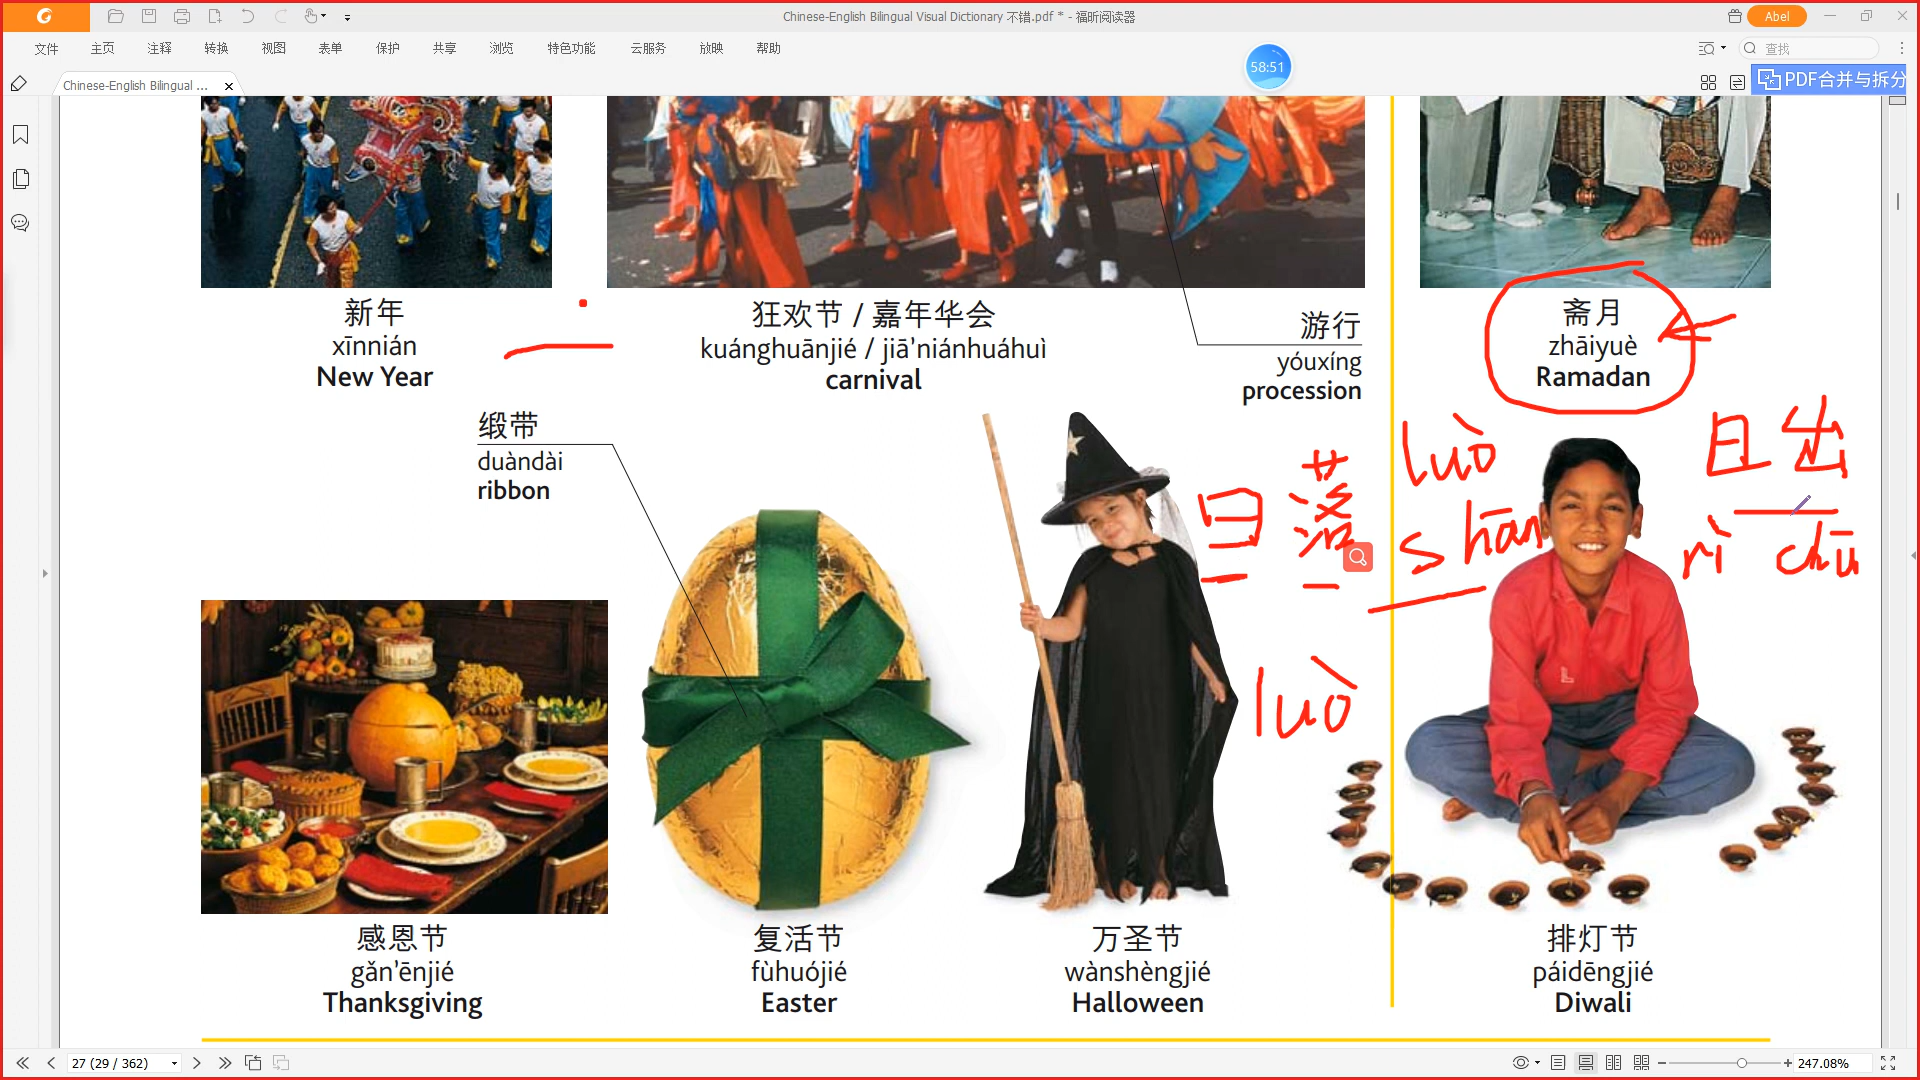 Chinese-English Bilingual Visual Dictionary 不错.pdf * - 福昕阅读器
Abel
文件 主页 注释 转换 视图 表单 保护 共享 浏览 特色功能 云服务 放映 帮助
查找
58:51
Chinese-English Bilingual ...
PDF合并与拆分
新年
xīnnián
New Year
狂欢节 / 嘉年华会
kuánghuānjié / jiā'niánhuáhuì
carnival
游行
yóuxíng
procession
斋月
zhāiyuè
Ramadan
缎带
duàndài
ribbon
日落
luò
shān
日出
rì chū
luò
感恩节
gǎn'ēnjié
Thanksgiving
复活节
fùhuójié
Easter
万圣节
wànshèngjié
Halloween
排灯节
páidēngjié
Diwali
27 (29 / 362)
247.08%